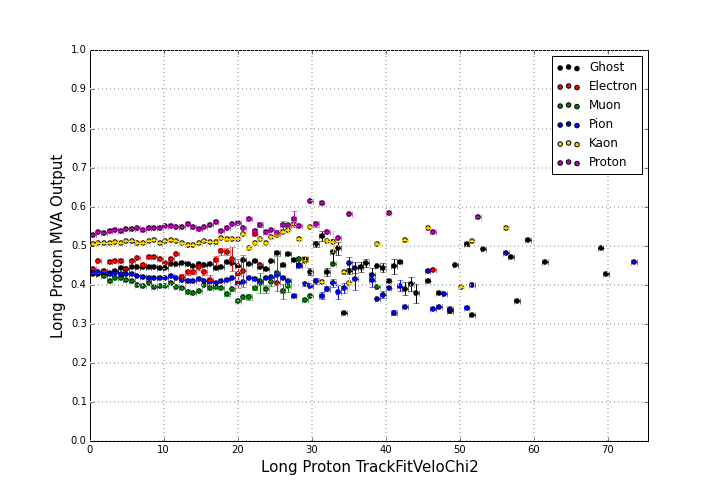 1.0
0.9
0.8
0.7
0.6
0.5
0.4
0.3
0.2
0.1
0.0
Long Proton MVA Output
Ghost
Electron
Muon
Pion
Kaon
Proton
0 10 20 30 40 50 60 70
Long Proton TrackFitVeloChi2